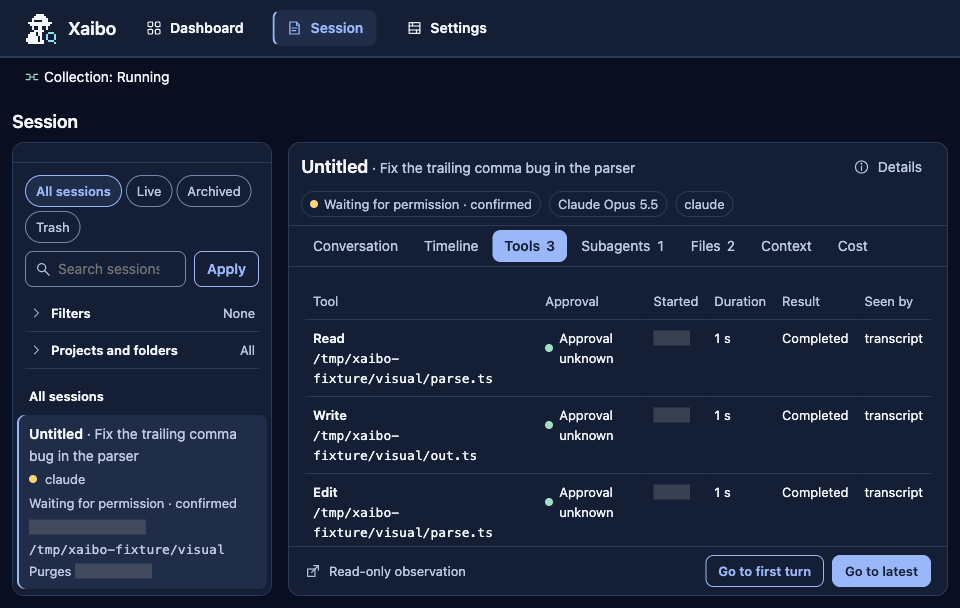 Xaibo
Dashboard
Session
Settings
Collection: Running
Session
All sessions
Live
Archived
Trash
Search sessions
Apply
Filters
None
Projects and folders
All
All sessions
Untitled · Fix the trailing comma
bug in the parser
claude
Waiting for permission · confirmed
/tmp/xaibo-fixture/visual
Purges
Untitled · Fix the trailing comma bug in the parser
Details
Waiting for permission · confirmed
Claude Opus 5.5
claude
Conversation
Timeline
Tools 3
Subagents 1
Files 2
Context
Cost
Tool Approval Started Duration Result Seen by
Read
/tmp/xaibo-
fixture/visual/parse.ts
Approval
unknown
1 s
Completed
transcript
Write
/tmp/xaibo-
fixture/visual/out.ts
Approval
unknown
1 s
Completed
transcript
Edit
/tmp/xaibo-
fixture/visual/parse.ts
Approval
unknown
1 s
Completed
transcript
Read-only observation
Go to first turn
Go to latest